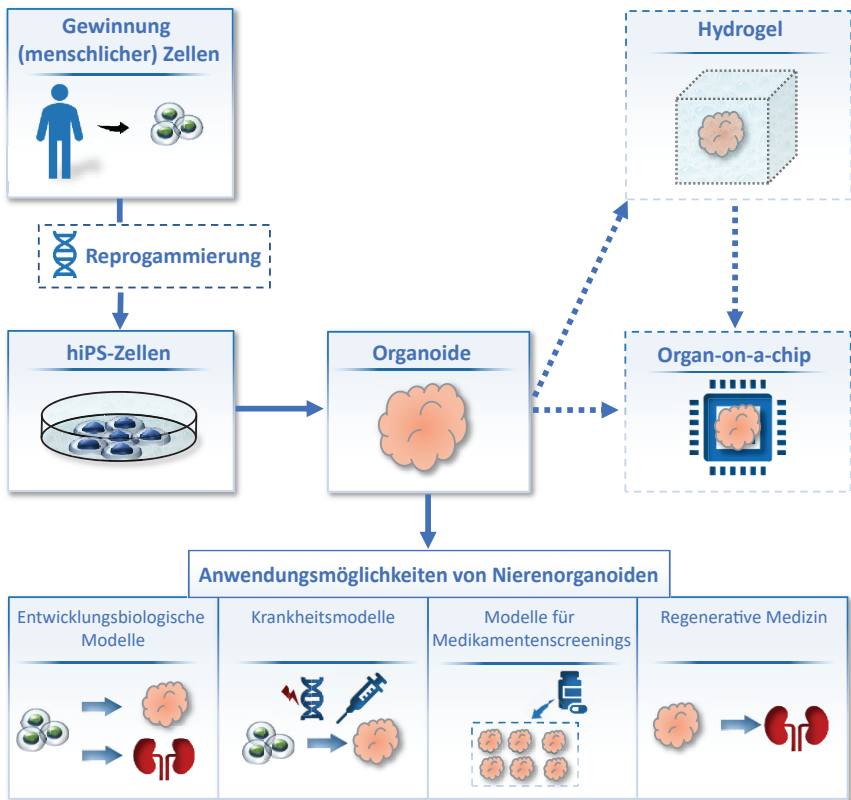 Gewinnung
(menschlicher) Zellen
Hydrogel
Reprogammierung
hiPS-Zellen
Organoide
Organ-on-a-chip
Anwendungsmöglichkeiten von Nierenorganoiden
Entwicklungsbiologische
Modelle
Krankheitsmodelle
Modelle für
Medikamentenscreenings
Regenerative Medizin